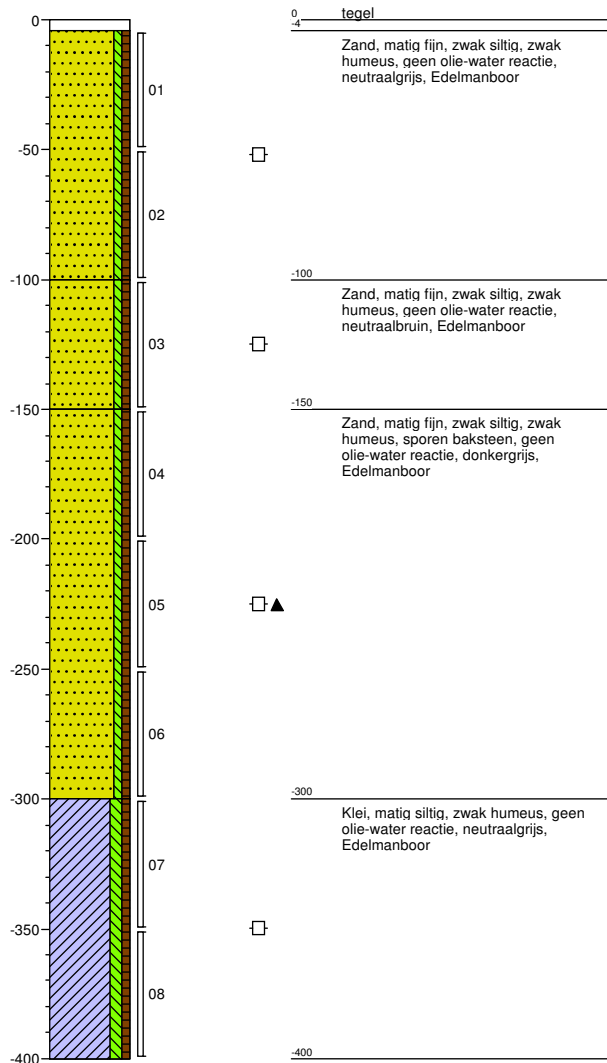 0
-50
-100
-150
-200
-250
-300
-350
-400
01
02
03
04
05
06
07
08
0
tegel
-4
Zand, matig fijn, zwak siltig, zwak
humeus, geen olie-water reactie,
neutraalgrijs, Edelmanboor
-100
Zand, matig fijn, zwak siltig, zwak
humeus, geen olie-water reactie,
neutraalbruin, Edelmanboor
-150
Zand, matig fijn, zwak siltig, zwak
humeus, sporen baksteen, geen
olie-water reactie, donkergrijs,
Edelmanboor
-300
Klei, matig siltig, zwak humeus, geen
olie-water reactie, neutraalgrijs,
Edelmanboor
-400